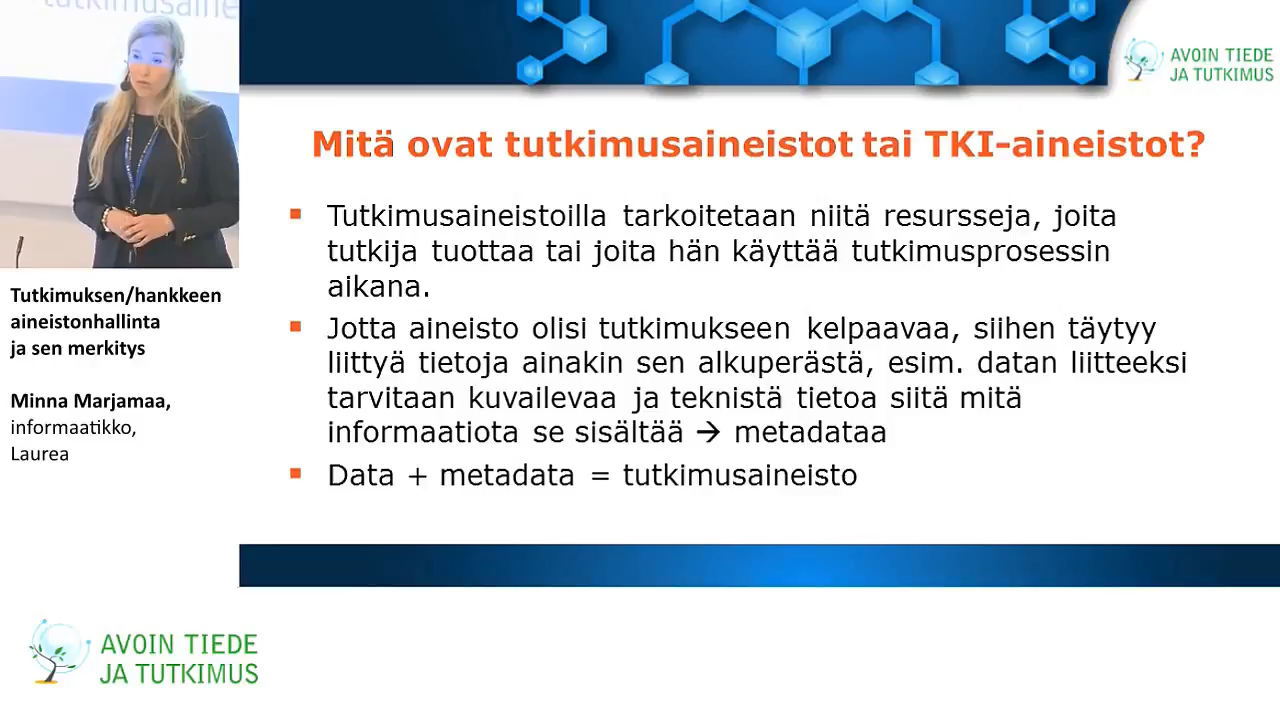 tutkimusaine
AVOIN TIEDE
JA TUTKIMUS
Mitä ovat tutkimusaineistot tai TKI-aineistot?
Tutkimusaineistoilla tarkoitetaan niitä resursseja, joita
tutkija tuottaa tai joita hän käyttää tutkimusprosessin
aikana.
Jotta aineisto olisi tutkimukseen kelpaavaa, siihen täytyy
liittyä tietoja ainakin sen alkuperästä, esim. datan liitteeksi
tarvitaan kuvailevaa ja teknistä tietoa siitä mitä
informaatiota se sisältää → metadataa
Data + metadata = tutkimusaineisto
Tutkimuksen/hankkeen
aineistonhallinta
ja sen merkitys
Minna Marjamaa,
informaatikko,
Laurea
AVOIN TIEDE
JA TUTKIMUS